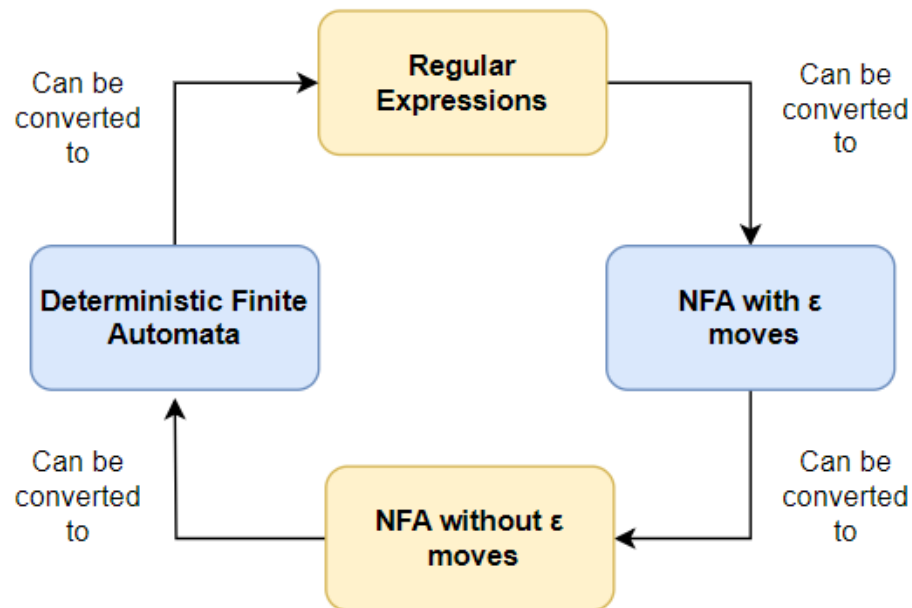 Regular
Expressions
Can be
converted
to
Can be
converted
to
Deterministic Finite
Automata
NFA with ε
moves
Can be
converted
to
Can be
converted
to
NFA without ε
moves